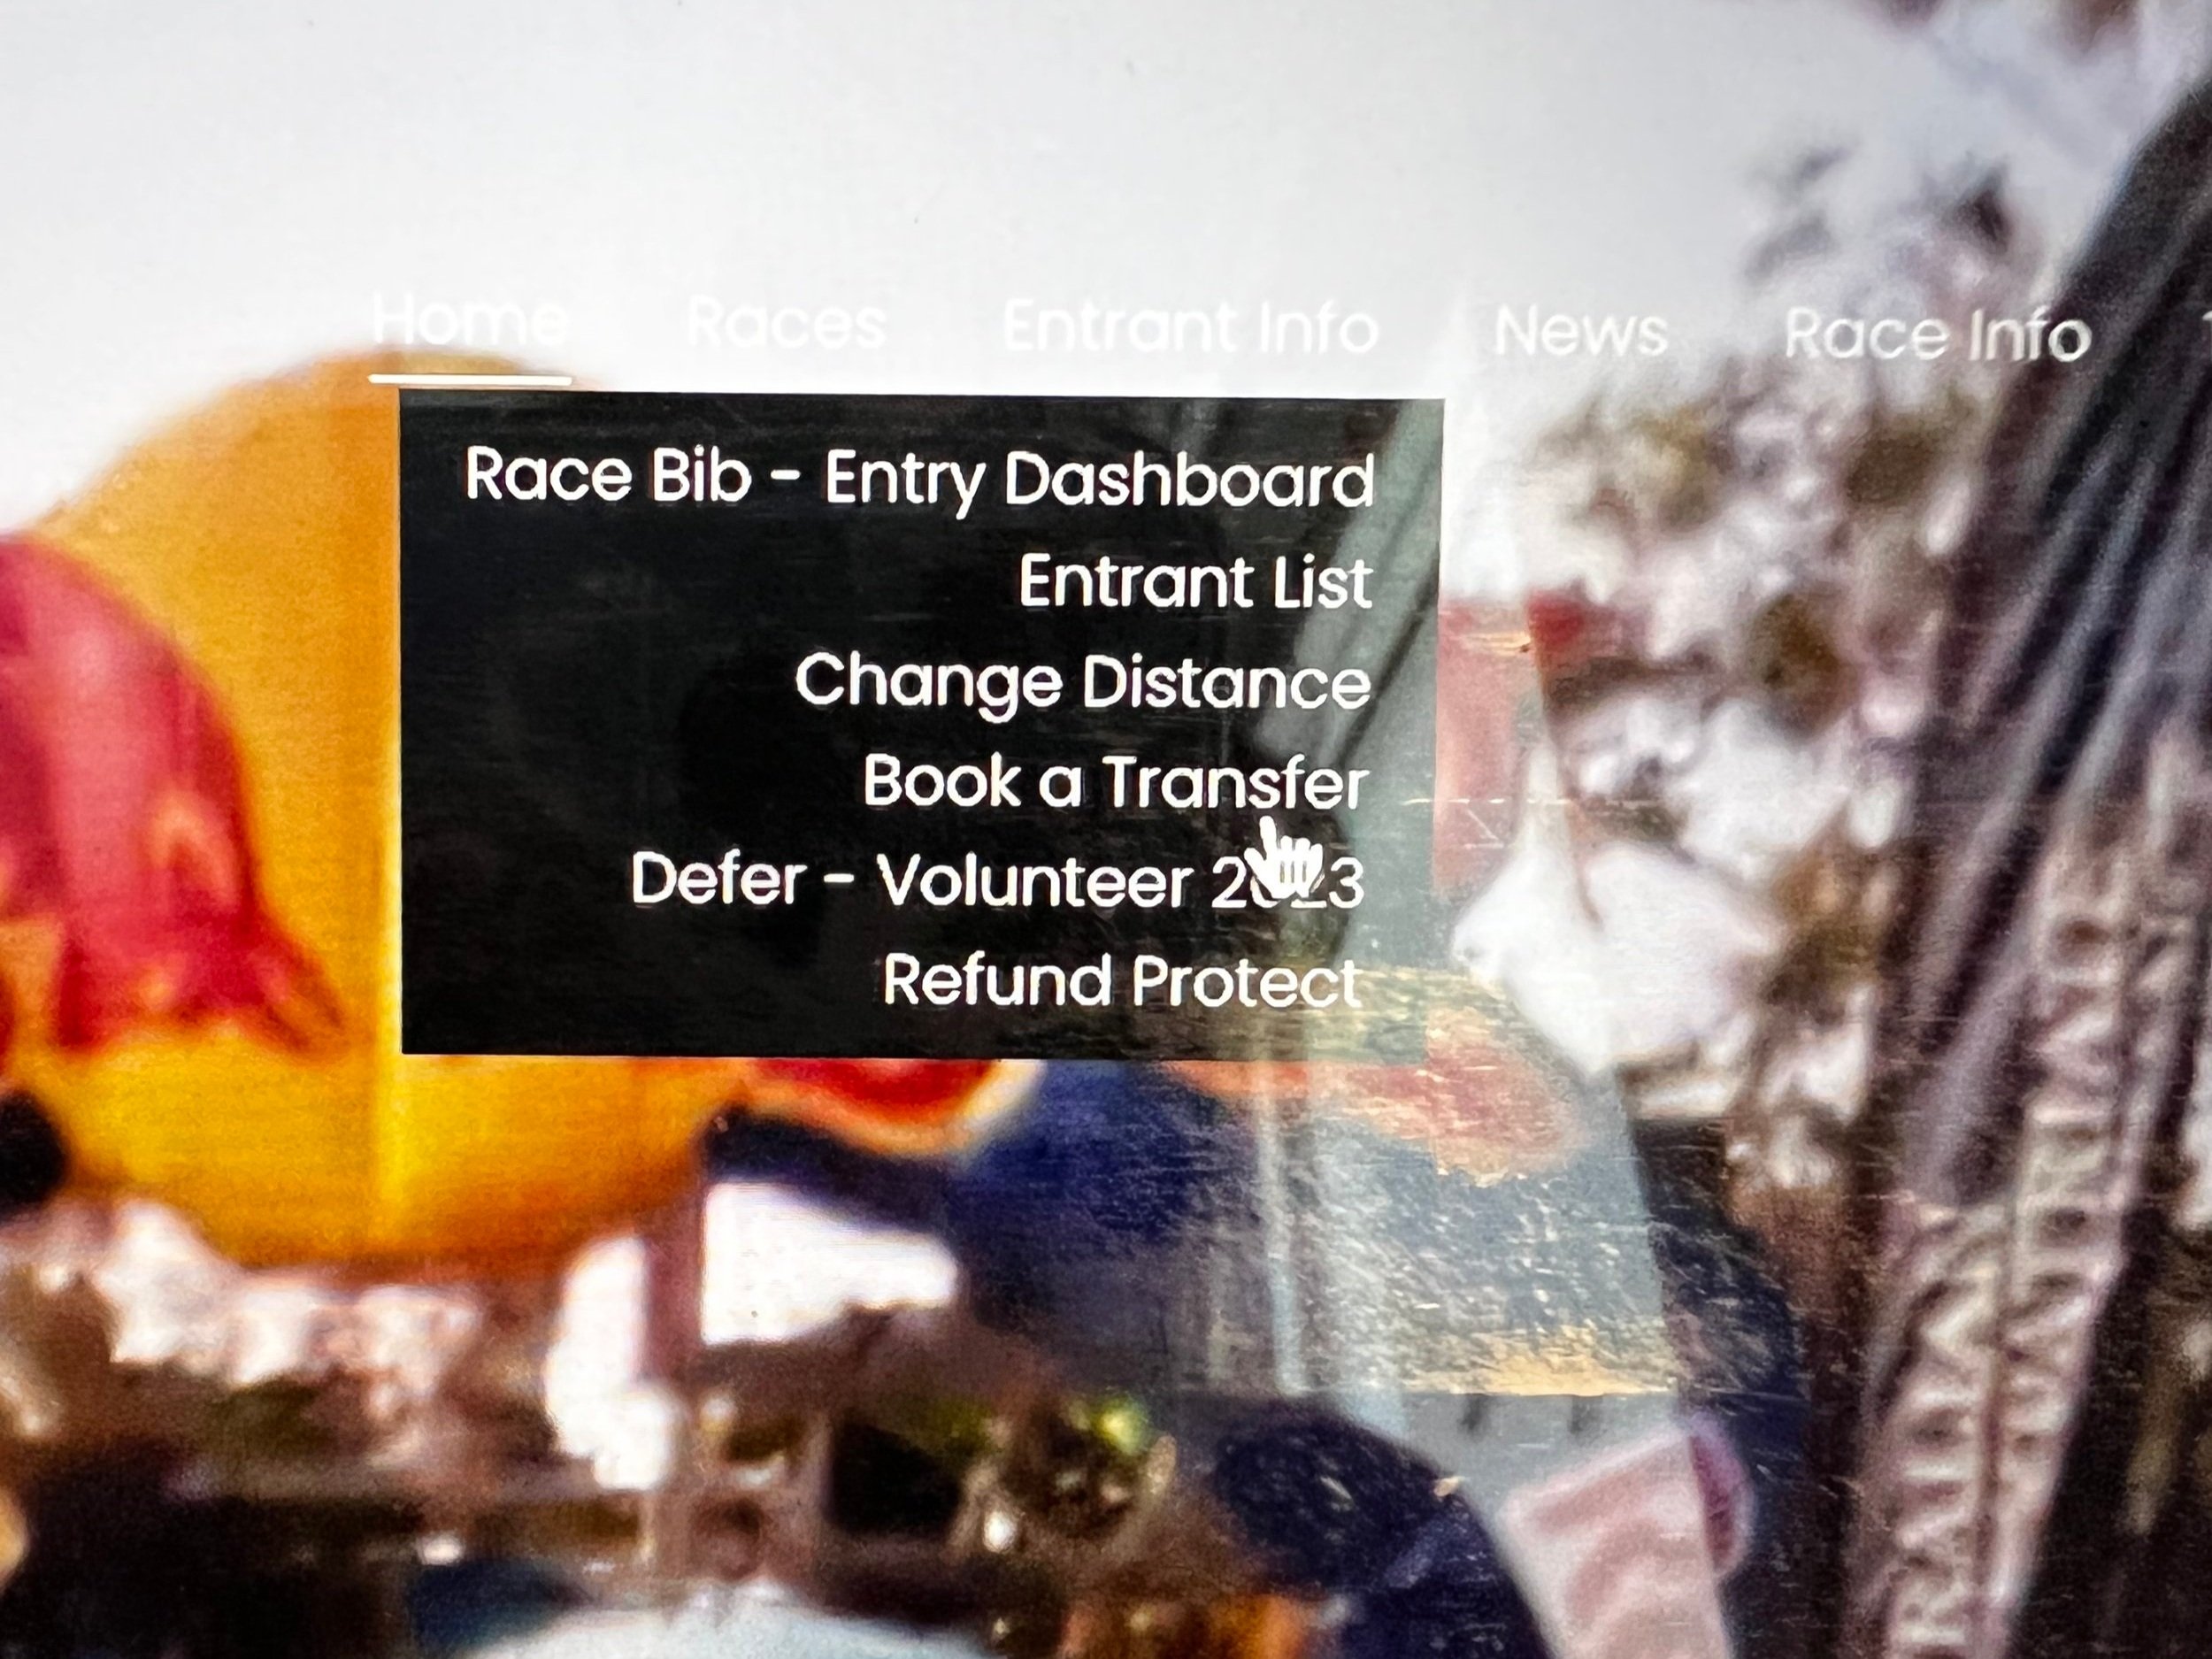 Home Races Entrant Info News Race Info
Race Bib - Entry Dashboard
Entrant List
Change Distance
Book a Transfer
Defer - Volunteer 2023
Refund Protect